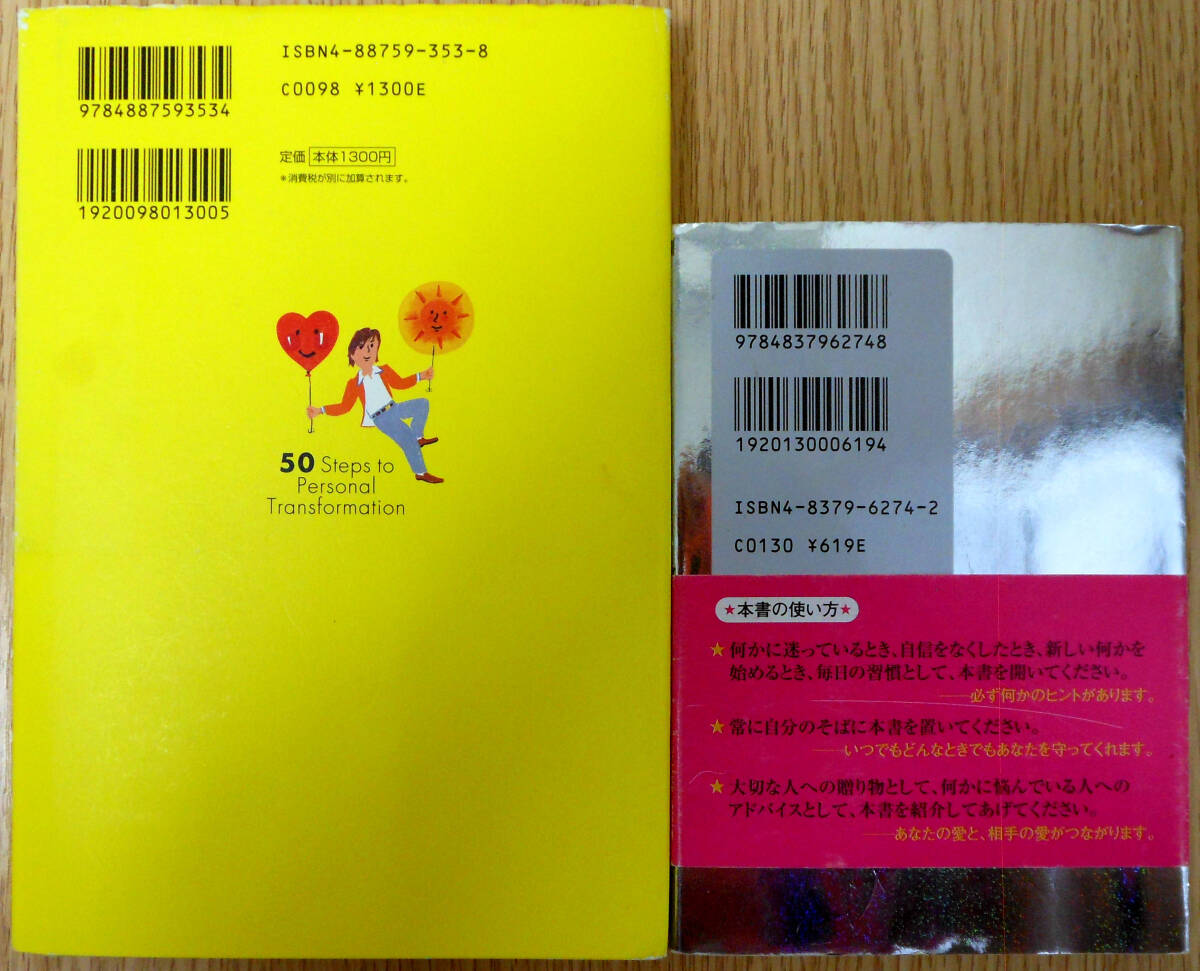 ISBN4-88759-353-8
C0098 ¥1300E
9784887593534
1920098013005
定価 本体1300円
*消費税が別に加算されます。
50 Steps to
Personal
Transformation
9784837962748
1920130006194
ISBN4-8379-6274-2
C0130 ¥619E
★本書の使い方★
★何かに迷っているとき、自信をなくしたとき、新しい何かを
始めるとき、毎日の習慣として、本書を開いてください。
——必ず何かのヒントがあります。
★常に自分のそばに本書を置いてください。
——いつでもどんなときでもあなたを守ってくれます。
★大切な人への贈り物として、何かに悩んでいる人への
アドバイスとして、本書を紹介してあげてください。
——あなたの愛と、相手の愛がつながります。